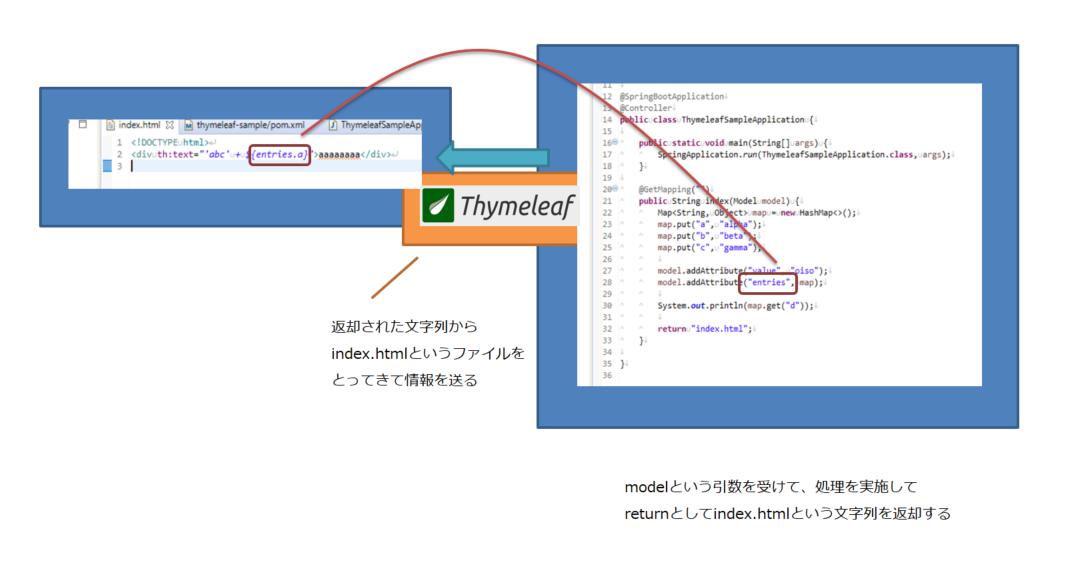 index.html
thymeleaf-sample/pom.xml
ThymeleafSampleAp
1 <!DOCTYPE html>
2 <div th:text="'abc' + ${entries.a}">aaaaaaaa</div>
3
Thymeleaf
返却された文字列から
index.htmlというファイルを
とってきて情報を送る
11
12 @SpringBootApplication
13 @Controller
14 public class ThymeleafSampleApplication {
15
16 public static void main(String[] args) {
17 SpringApplication.run(ThymeleafSampleApplication.class, args);
18 }
19
20 @GetMapping("")
21 public String index(Model model) {
22 Map<String, Object> map = new HashMap<>();
23 map.put("a", "alpha");
24 map.put("b", "beta");
25 map.put("c", "gamma");
26
27 model.addAttribute("value", "oiso");
28 model.addAttribute("entries", map);
29
30 System.out.println(map.get("d"));
31
32 return "index.html";
33 }
34
35 }
36
modelという引数を受けて、処理を実施して
returnとしてindex.htmlという文字列を返却する